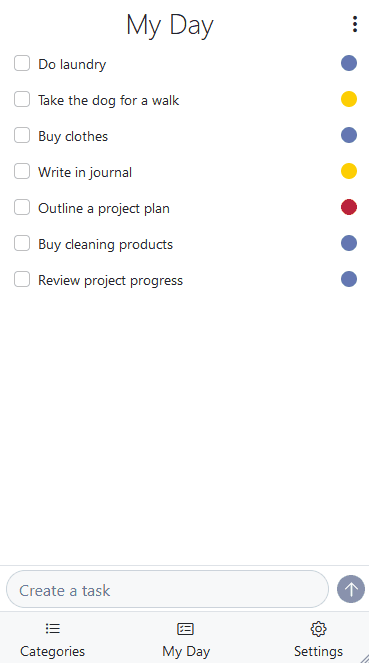 My Day
Do laundry
Take the dog for a walk
Buy clothes
Write in journal
Outline a project plan
Buy cleaning products
Review project progress
Create a task
Categories
My Day
Settings